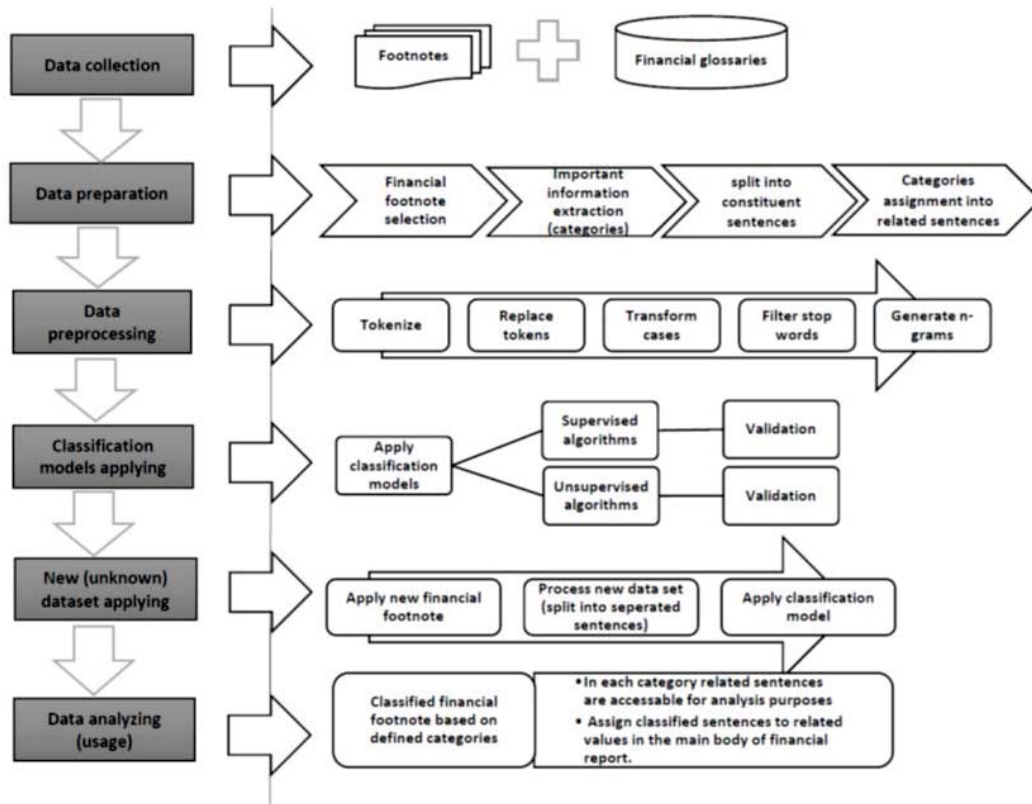 Data collection
Footnotes
Financial glossaries
Data preparation
Financial
footnote
selection
Important
information
extraction
(categories)
split into
constituent
sentences
Categories
assignment into
related sentences
Data
preprocessing
Tokenize
Replace
tokens
Transform
cases
Filter stop
words
Generate n-
grams
Classification
models applying
Apply
classification
models
Supervised
algorithms
Validation
Unsupervised
algorithms
Validation
New (unknown)
dataset applying
Apply new financial
footnote
Process new data set
(split into seperated
sentences)
Apply classification
model
Data analyzing
(usage)
Classified financial
footnote based on
defined categories
• In each category related sentences
are accessable for analysis purposes
• Assign classified sentences to related
values in the main body of financial
report.